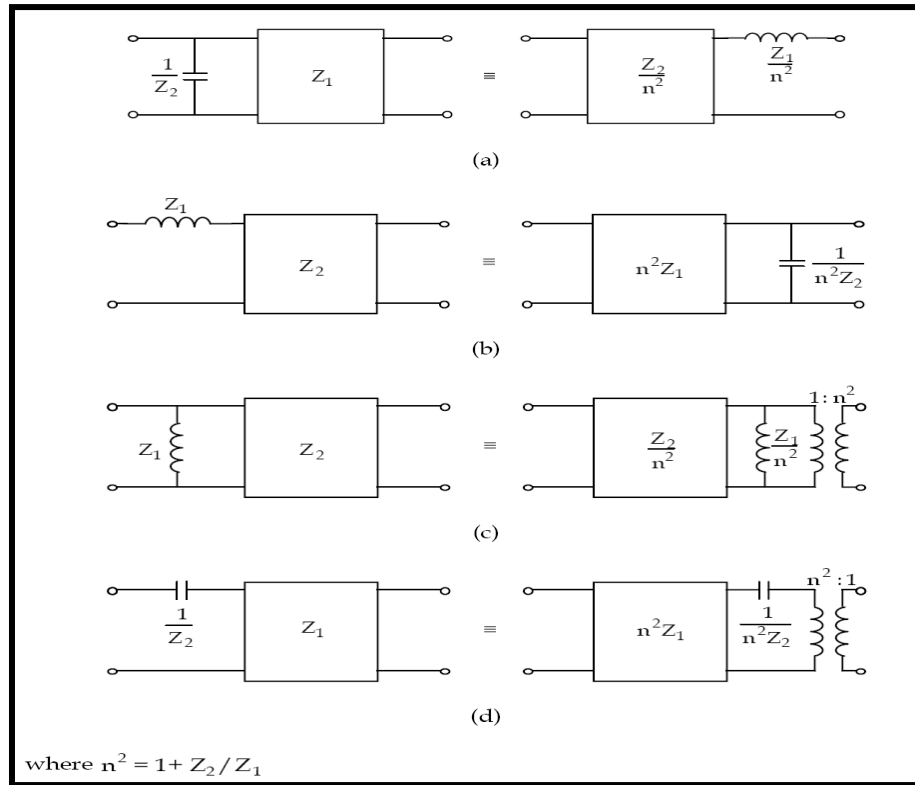 1/Z₂ Z₁ ≡ Z₂/n² Z₁/n²
(a)
Z₁ Z₂ ≡ n²Z₁ 1/n²Z₂
(b)
Z₁ Z₂ ≡ Z₂/n² Z₁/n² 1:n²
(c)
1/Z₂ Z₁ ≡ n²Z₁ 1/n²Z₂ n²:1
(d)
where n² = 1+ Z₂/Z₁